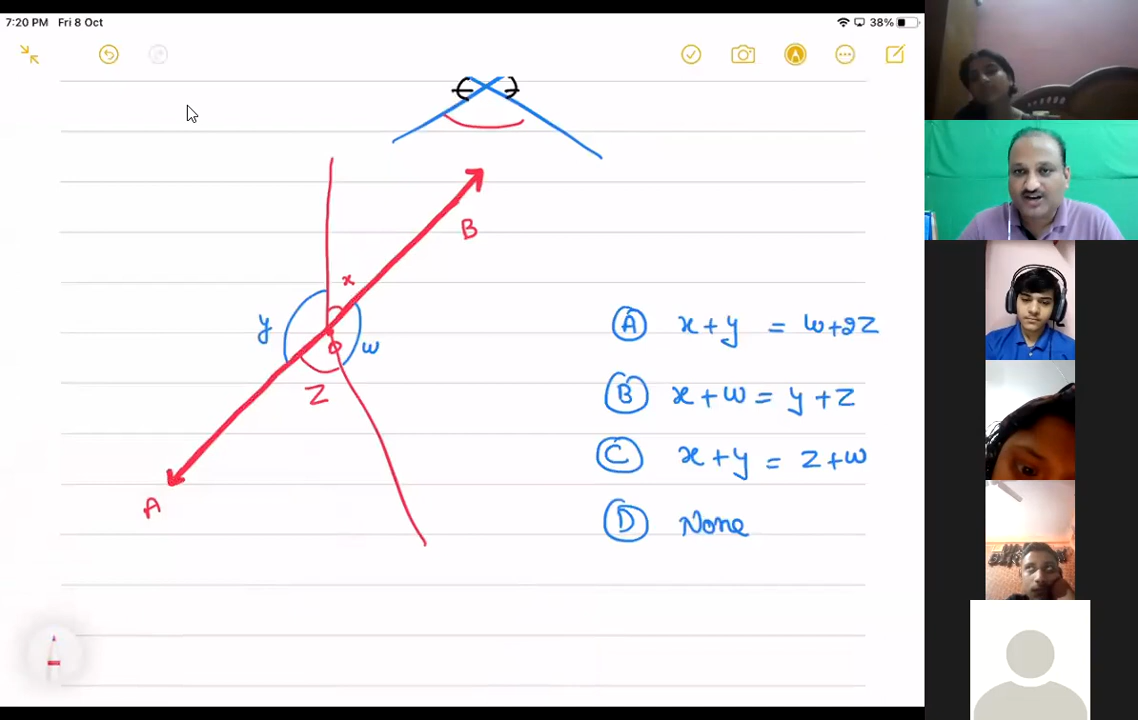 7:20 PM Fri 8 Oct
38%
B
x
y
w
O
Z
A
(A) x+y = w+2z
(B) x+w = y+z
(C) x+y = z+w
(D) None